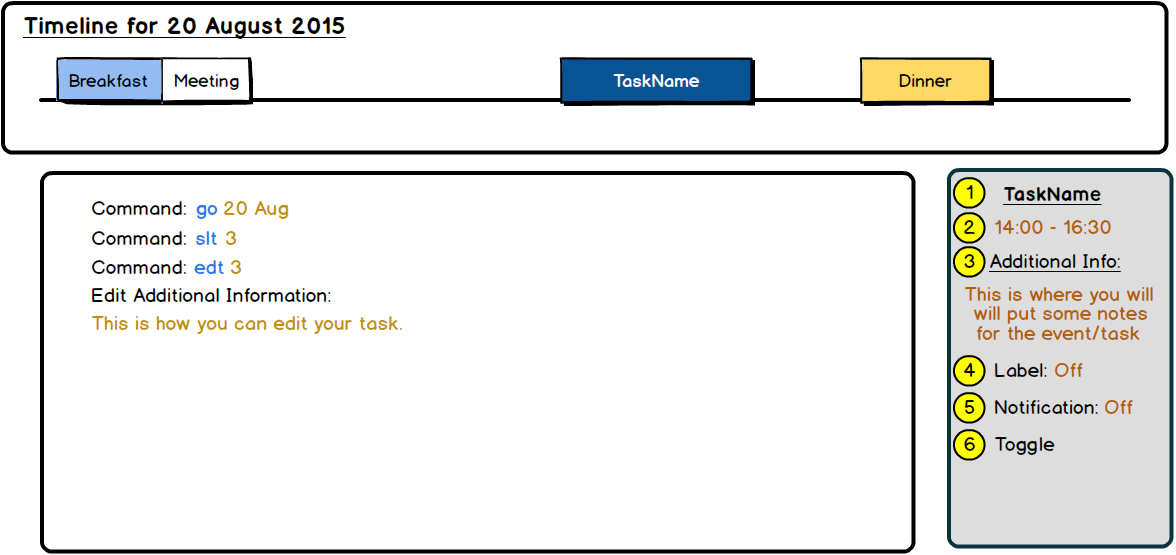 Timeline for 20 August 2015
Breakfast Meeting TaskName Dinner
Command: go 20 Aug
Command: slt 3
Command: edt 3
Edit Additional Information:
This is how you can edit your task.
1 TaskName
2 14:00 - 16:30
3 Additional Info:
This is where you will
will put some notes
for the event/task
4 Label: Off
5 Notification: Off
6 Toggle